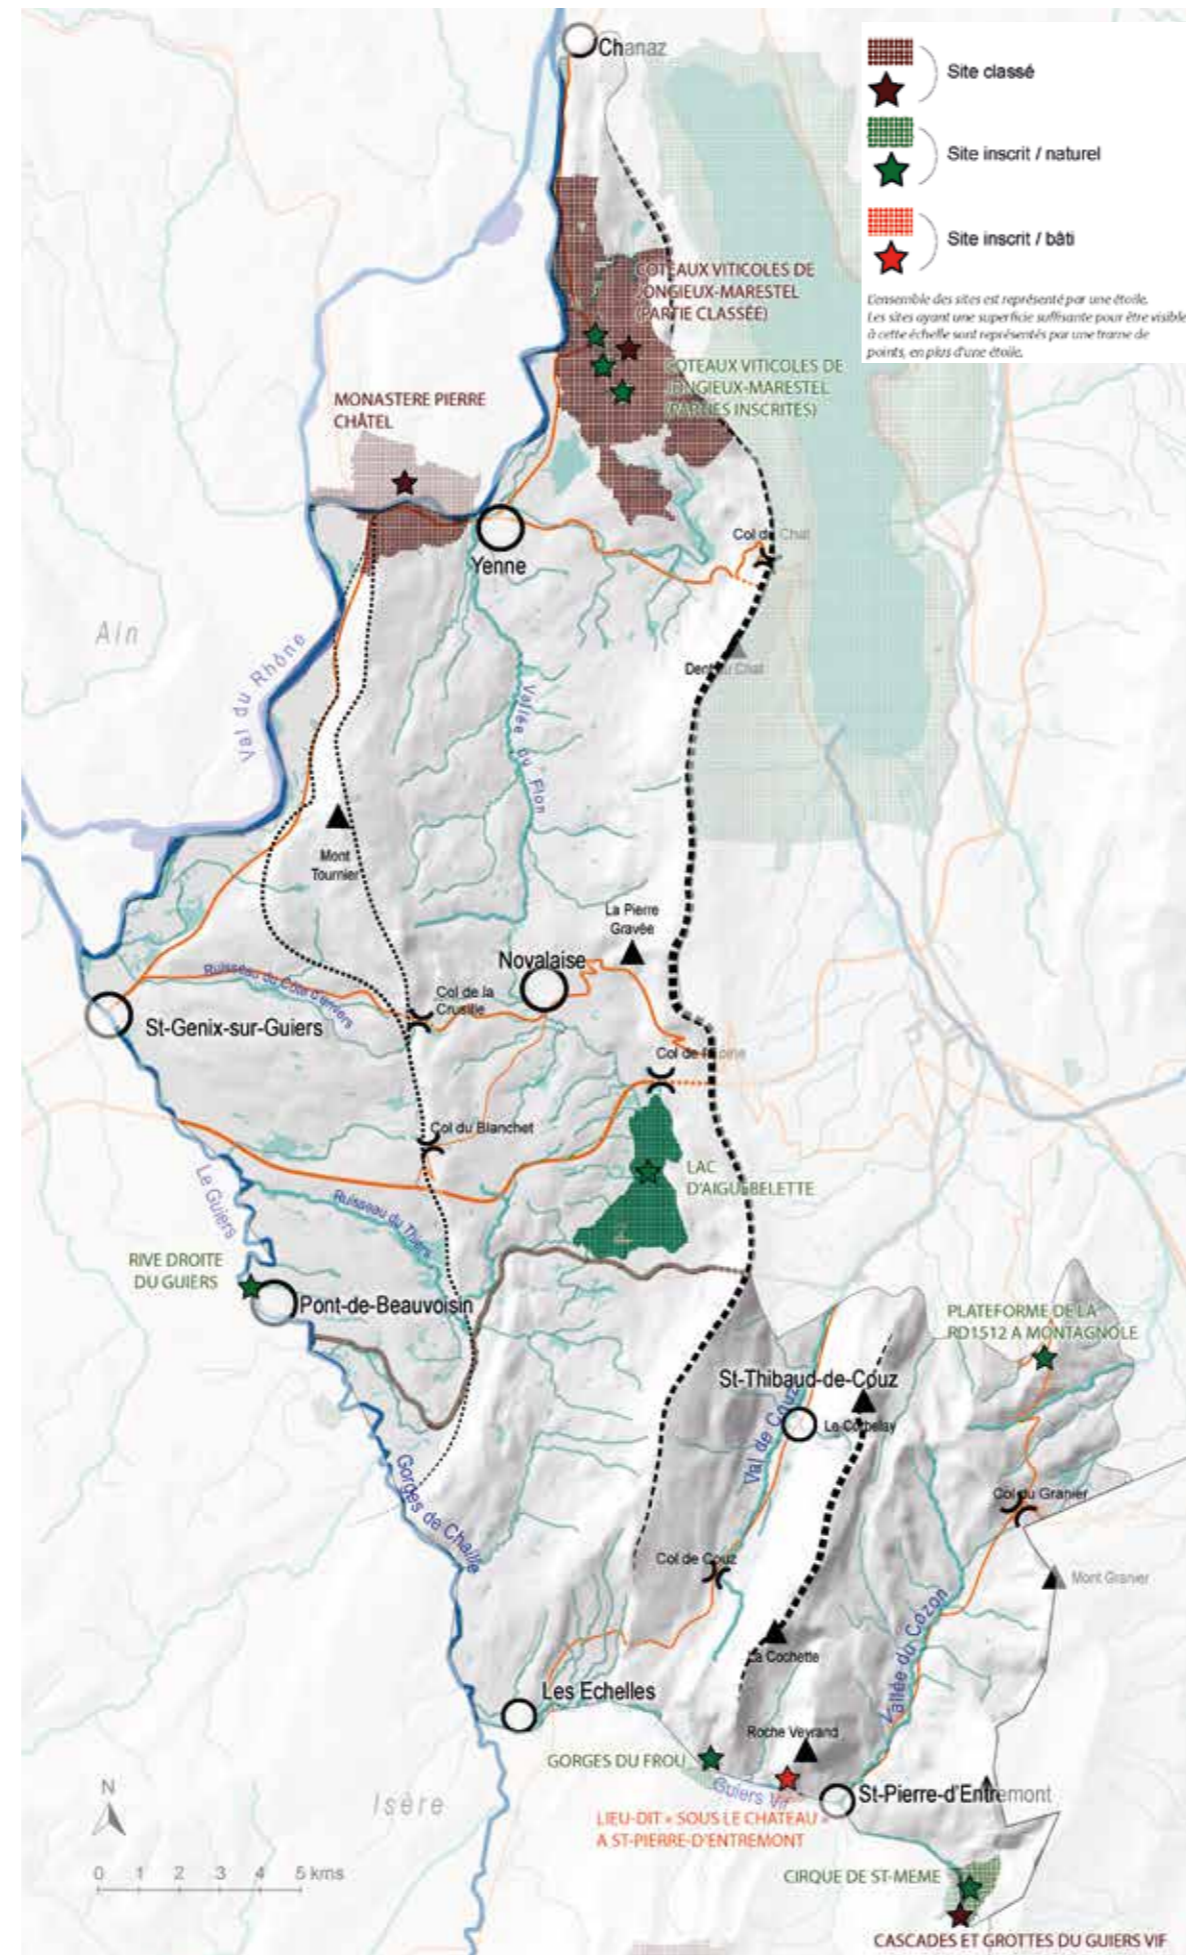 Chanaz
Site classé
Site inscrit / naturel
Site inscrit / bâti
L'ensemble des sites est représenté par une étoile.
Les sites ayant une superficie suffisante pour être visible
à cette échelle sont représentés par une trame de
points, en plus d'une étoile.
COTEAUX VITICOLES DE
JONGIEUX-MARESTEL
(PARTIE CLASSÉE)
COTEAUX VITICOLES DE
JONGIEUX-MARESTEL
(PARTIES INSCRITES)
MONASTERE PIERRE
CHÂTEL
Yenne
Col du Chat
Ain
Val du Rhône
Dent du Chat
Vallée du Flon
Mont
Tournier
La Pierre
Gravée
Novalaise
Ruisseau du Côté d'envers
Col de la
Crusille
St-Genix-sur-Guiers
Col de l'Epine
Col du Blanchet
LAC
D'AIGUEBELETTE
Le Guiers
Ruisseau du Thiers
RIVE DROITE
DU GUIERS
Pont-de-Beauvoisin
PLATEFORME DE LA
RD1512 A MONTAGNOLE
St-Thibaud-de-Couz
Le Corbelay
Val de Couz
Gorges de Chaille
Col du Granier
Col de Couz
Mont Granier
Vallée du Cozon
La Cochette
Les Echelles
Roche Veyrand
GORGES DU FROU
Guiers Vif
St-Pierre-d'Entremont
N
Isère
LIEU-DIT « SOUS LE CHATEAU »
A ST-PIERRE-D'ENTREMONT
0 1 2 3 4 5 kms
CIRQUE DE ST-MEME
CASCADES ET GROTTES DU GUIERS VIF